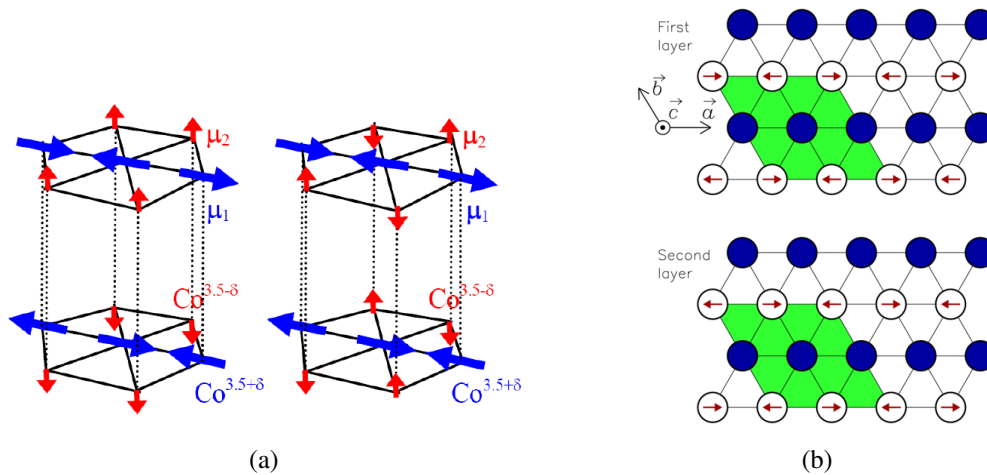 μ₂
μ₁
Co³·⁵⁻ᵟ
Co³·⁵⁺ᵟ
μ₂
μ₁
Co³·⁵⁻ᵟ
Co³·⁵⁺ᵟ
(a)
First
layer
b
c
a
Second
layer
(b)